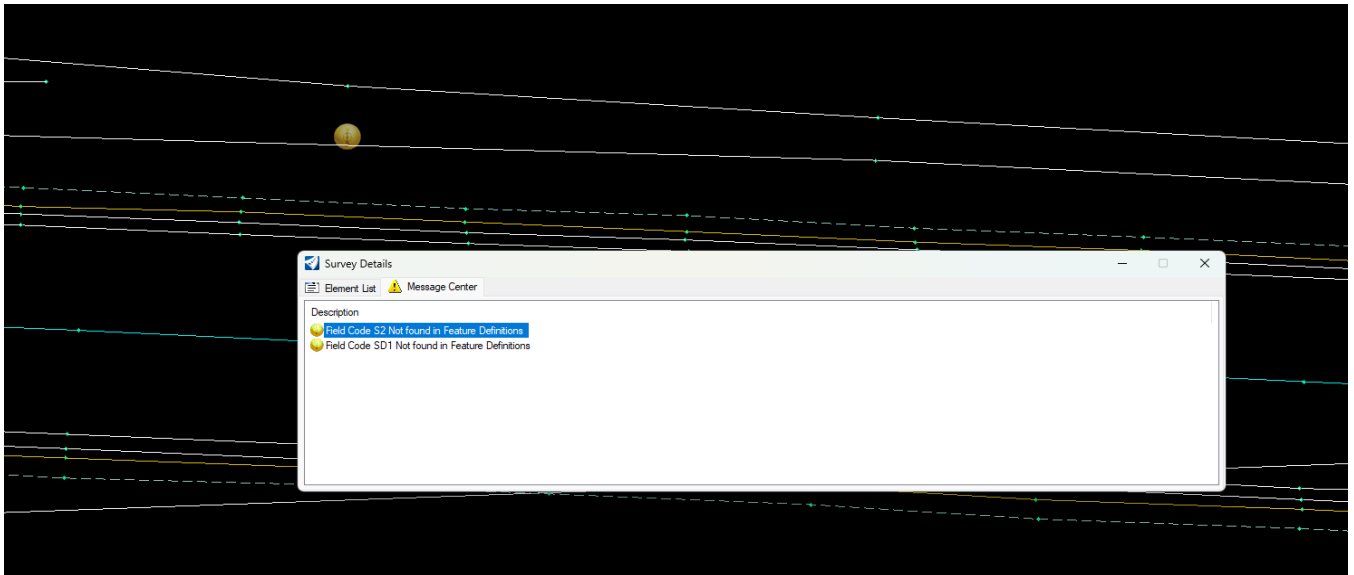 Survey Details
Element List Message Center
Description
Field Code S2 Not found in Feature Definitions
Field Code SD1 Not found in Feature Definitions